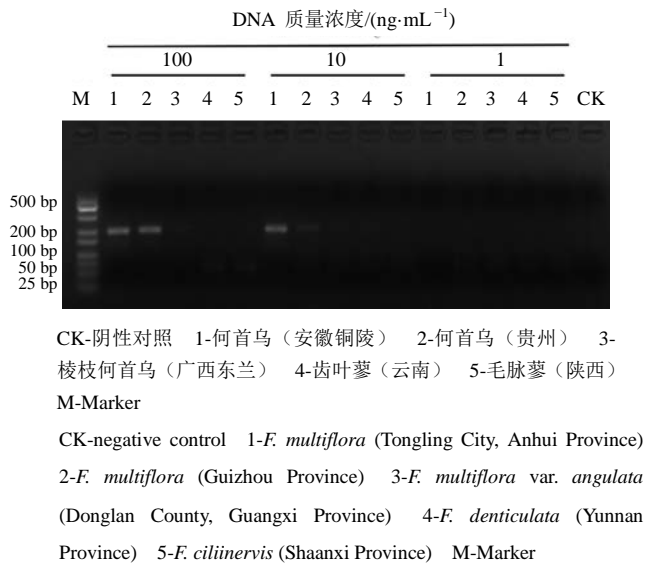 DNA 质量浓度/(ng·mL⁻¹)
100 10 1
M 1 2 3 4 5 1 2 3 4 5 1 2 3 4 5 CK
500 bp
200 bp
100 bp
50 bp
25 bp
CK-阴性对照 1-何首乌（安徽铜陵） 2-何首乌（贵州） 3-
棱枝何首乌（广西东兰） 4-齿叶蓼（云南） 5-毛脉蓼（陕西）
M-Marker
CK-negative control 1-F. multiflora (Tongling City, Anhui Province)
2-F. multiflora (Guizhou Province) 3-F. multiflora var. angulata
(Donglan County, Guangxi Province) 4-F. denticulata (Yunnan
Province) 5-F. ciliinervis (Shaanxi Province) M-Marker